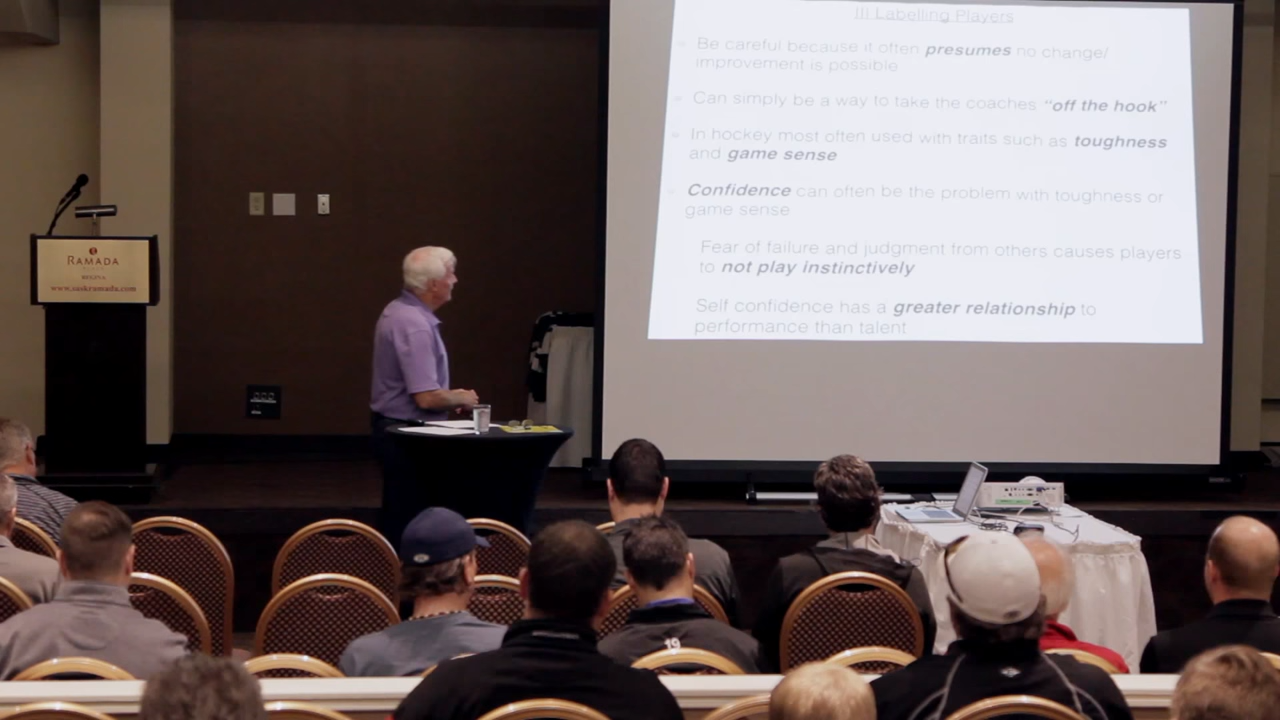 III Labelling Players
Be careful because it often presumes no change/
improvement is possible
Can simply be a way to take the coaches "off the hook"
In hockey most often used with traits such as toughness
and game sense
Confidence can often be the problem with toughness or
game sense
Fear of failure and judgment from others causes players
to not play instinctively
Self confidence has a greater relationship to
performance than talent
RAMADA
REGINA
www.saskramada.com
19